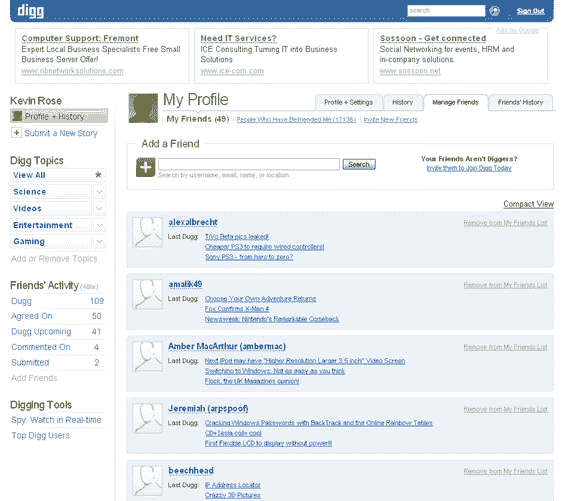 digg
search
Sign Out
Ads by Google
Computer Support: Fremont
Expert Local Business Specialists Free Small
Business Server Offer!
www.nbnetworksolutions.com
Need IT Services?
ICE Consulting Turning IT into Business
Solutions
www.ice-com.com
Sossoon - Get connected
Social Networking for events, HRM and
in-company solutions.
www.sossoon.net
Kevin Rose
Profile + History
Submit a New Story
Digg Topics
View All
Science
Videos
Entertainment
Gaming
Add or Remove Topics
Friends' Activity (48hr)
Dugg 109
Agreed On 50
Dugg Upcoming 41
Commented On 4
Submitted 2
Add Friends
Digging Tools
Spy: Watch in Real-time
Top Digg Users
My Profile
Profile + Settings
History
Manage Friends
Friends' History
My Friends (49)
People Who Have Befriended Me (17138)
Invite New Friends
Add a Friend
Search
Search by username, email, name, or location.
Your Friends Aren't Diggers?
Invite them to Join Digg Today
Compact View
alexalbrecht
Remove from My Friends List
Last Dugg: TiVo Beta pics leaked!
Cheaper PS3 to require wired controllers!
Sony PS3 - from hero to zero?
amalik49
Remove from My Friends List
Last Dugg: Choose Your Own Adventure Returns
Fox Confirms X-Men 4
Newsweek: Nintendo's Remarkable Comeback
Amber MacArthur (ambermac)
Remove from My Friends List
Last Dugg: Next iPod may have "Higher Resolution Larger 3.5 inch" Video Screen
Switching to Windows: Not as easy as you think
Flock, the UK Magazines opinion!
Jeremiah (arpspoof)
Remove from My Friends List
Last Dugg: Cracking Windows Passwords with BackTrack and the Online Rainbow Tables
CD+Tesla coil= cool
First Flexible LCD to display without power!!
beechhead
Remove from My Friends List
Last Dugg: IP Address Locator
Crazzy 3D Pictures